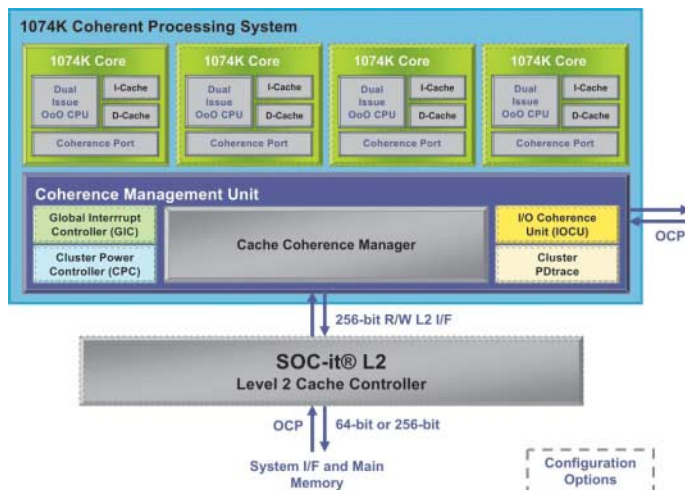 1074K Coherent Processing System
1074K Core
Dual
Issue
OoO CPU
I-Cache
D-Cache
Coherence Port
1074K Core
Dual
Issue
OoO CPU
I-Cache
D-Cache
Coherence Port
1074K Core
Dual
Issue
OoO CPU
I-Cache
D-Cache
Coherence Port
1074K Core
Dual
Issue
OoO CPU
I-Cache
D-Cache
Coherence Port
Coherence Management Unit
Global Interrrupt
Controller (GIC)
Cluster Power
Controller (CPC)
Cache Coherence Manager
I/O Coherence
Unit (IOCU)
Cluster
PDtrace
OCP
256-bit R/W L2 I/F
SOC-it® L2
Level 2 Cache Controller
OCP
64-bit or 256-bit
System I/F and Main
Memory
Configuration
Options